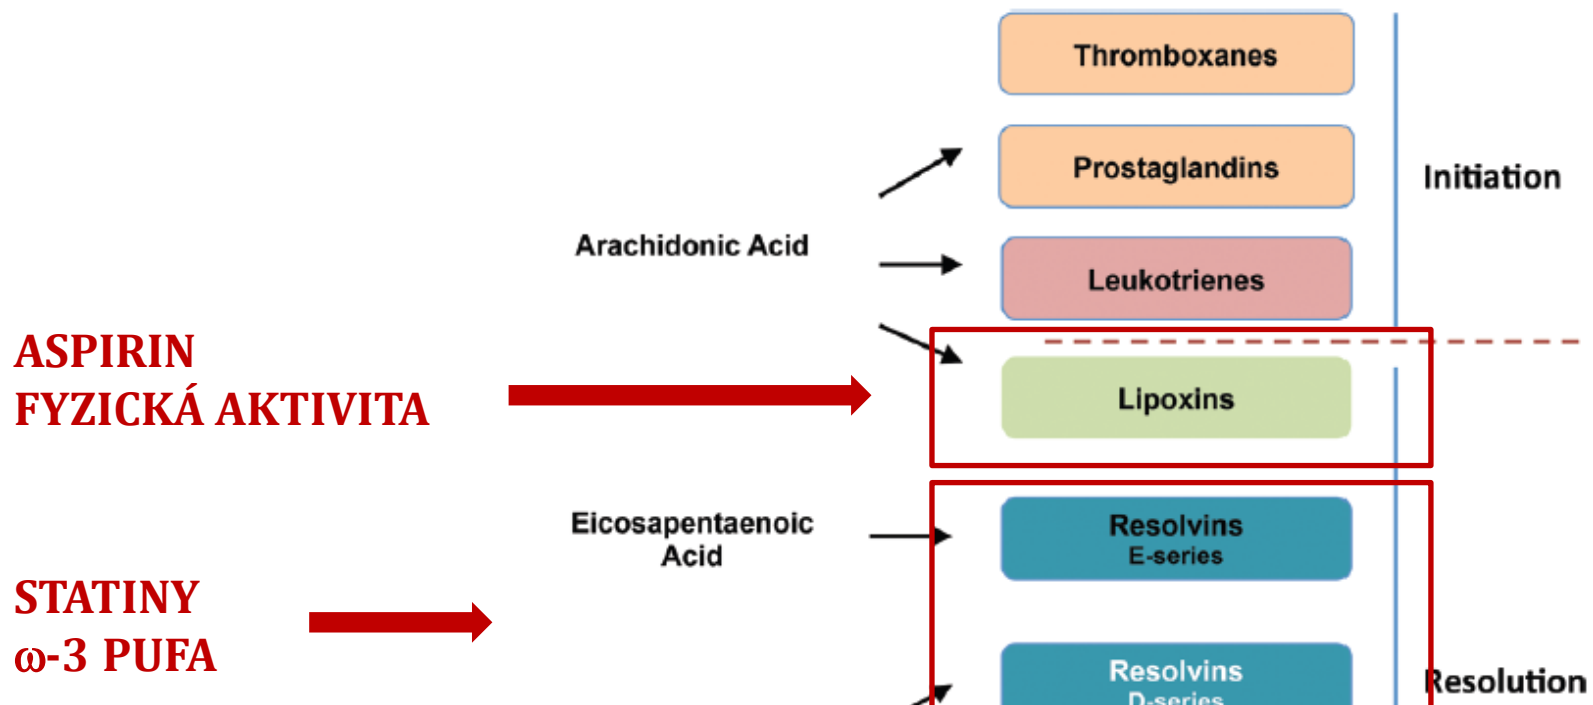 Thromboxanes
Prostaglandins
Initiation
Arachidonic Acid
Leukotrienes
ASPIRIN
FYZICKÁ AKTIVITA
Lipoxins
Eicosapentaenoic
Acid
Resolvins
E-series
STATINY
ω-3 PUFA
Resolvins
D-series
Resolution